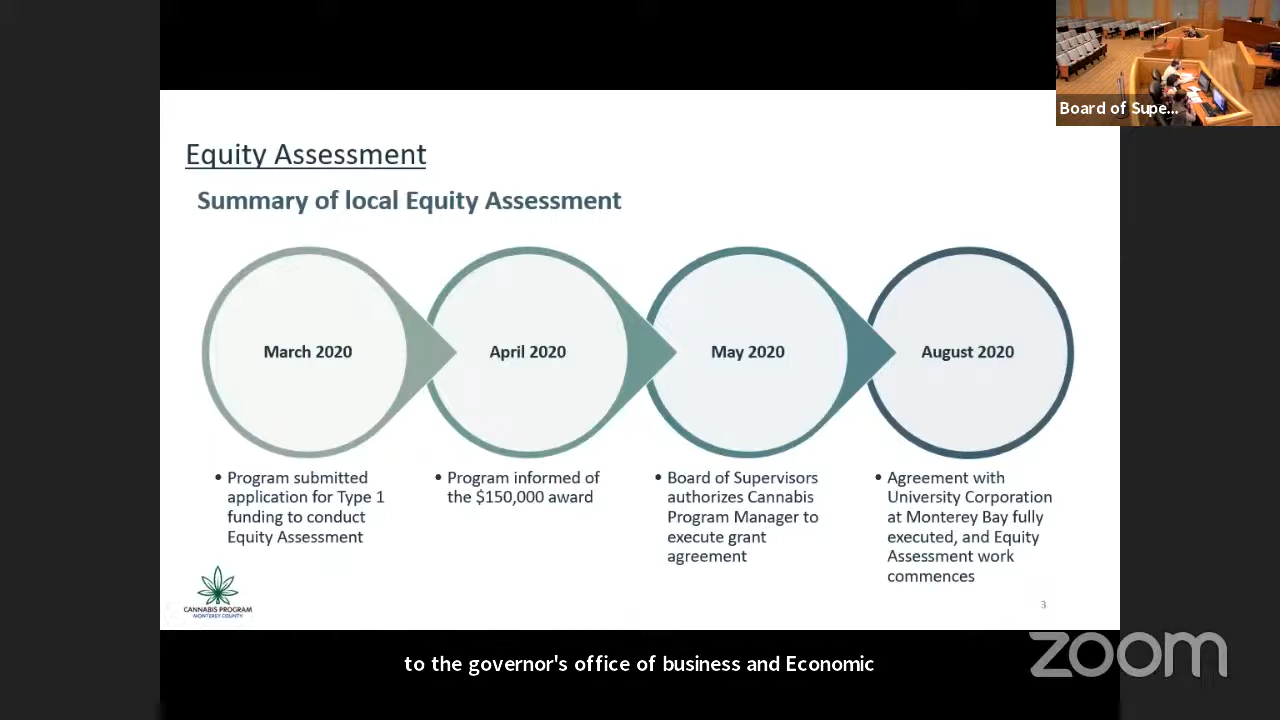 Board of Supe...
Equity Assessment
Summary of local Equity Assessment
March 2020
April 2020
May 2020
August 2020
• Program submitted
application for Type 1
funding to conduct
Equity Assessment
• Program informed of
the $150,000 award
• Board of Supervisors
authorizes Cannabis
Program Manager to
execute grant
agreement
• Agreement with
University Corporation
at Monterey Bay fully
executed, and Equity
Assessment work
commences
CANNABIS PROGRAM
MONTEREY COUNTY
3
to the governor's office of business and Economic
zoom